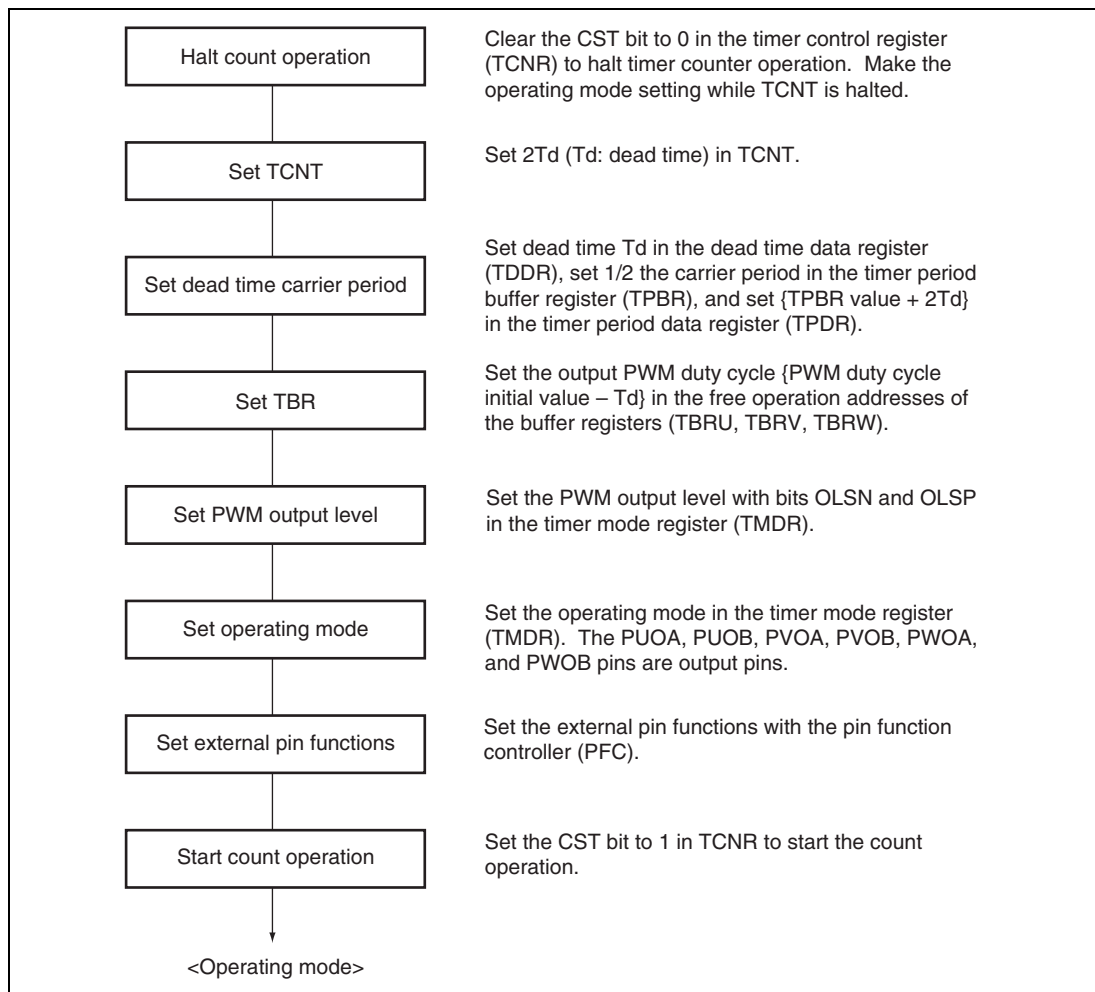 Halt count operation
Clear the CST bit to 0 in the timer control register
(TCNR) to halt timer counter operation.  Make the
operating mode setting while TCNT is halted.
Set TCNT
Set 2Td (Td: dead time) in TCNT.
Set dead time carrier period
Set dead time Td in the dead time data register
(TDDR), set 1/2 the carrier period in the timer period
buffer register (TPBR), and set {TPBR value + 2Td}
in the timer period data register (TPDR).
Set TBR
Set the output PWM duty cycle {PWM duty cycle
initial value – Td} in the free operation addresses of
the buffer registers (TBRU, TBRV, TBRW).
Set PWM output level
Set the PWM output level with bits OLSN and OLSP
in the timer mode register (TMDR).
Set operating mode
Set the operating mode in the timer mode register
(TMDR).  The PUOA, PUOB, PVOA, PVOB, PWOA,
and PWOB pins are output pins.
Set external pin functions
Set the external pin functions with the pin function
controller (PFC).
Start count operation
Set the CST bit to 1 in TCNR to start the count
operation.
<Operating mode>